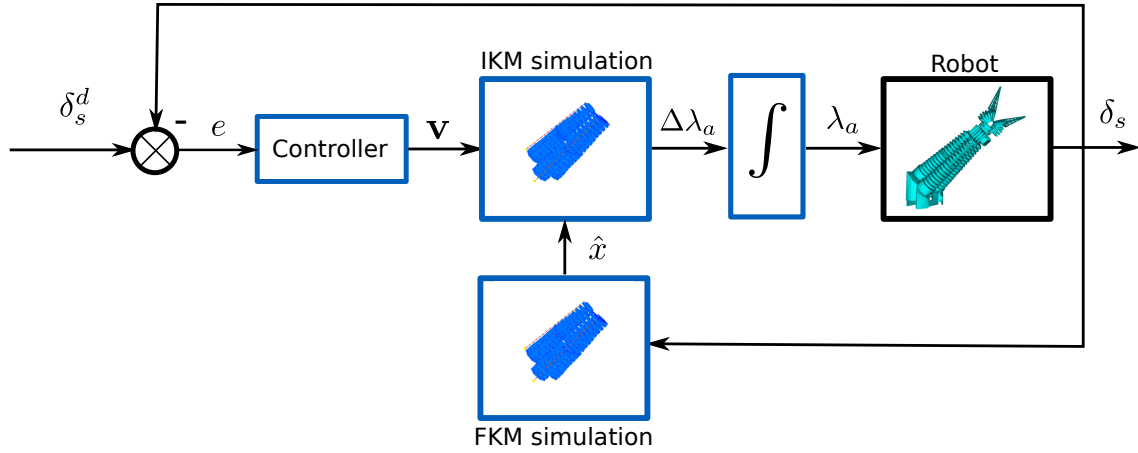 IKM simulation
Robot
δ_s^d
-
e
Controller
v
Δλ_a
∫
λ_a
δ_s
x̂
FKM simulation